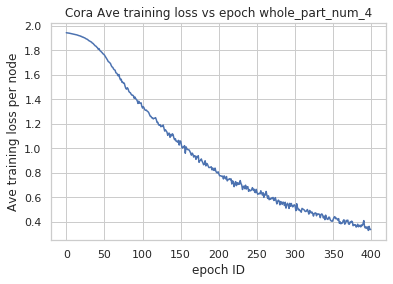 Cora Ave training loss vs epoch whole_part_num_4
Ave training loss per node
2.0
1.8
1.6
1.4
1.2
1.0
0.8
0.6
0.4
0 50 100 150 200 250 300 350 400
epoch ID